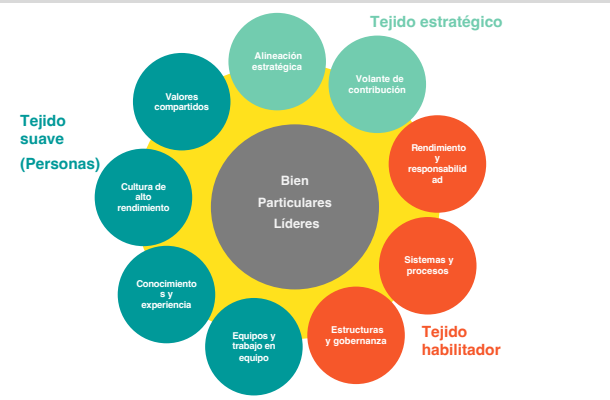 Tejido estratégico
Alineación
estratégica
Volante de
contribución
Valores
compartidos
Tejido
suave
(Personas)
Rendimiento
y
responsabilid
ad
Bien
Particulares
Líderes
Cultura de
alto
rendimiento
Sistemas y
procesos
Conocimiento
s y
experiencia
Equipos y
trabajo en
equipo
Estructuras
y gobernanza
Tejido
habilitador